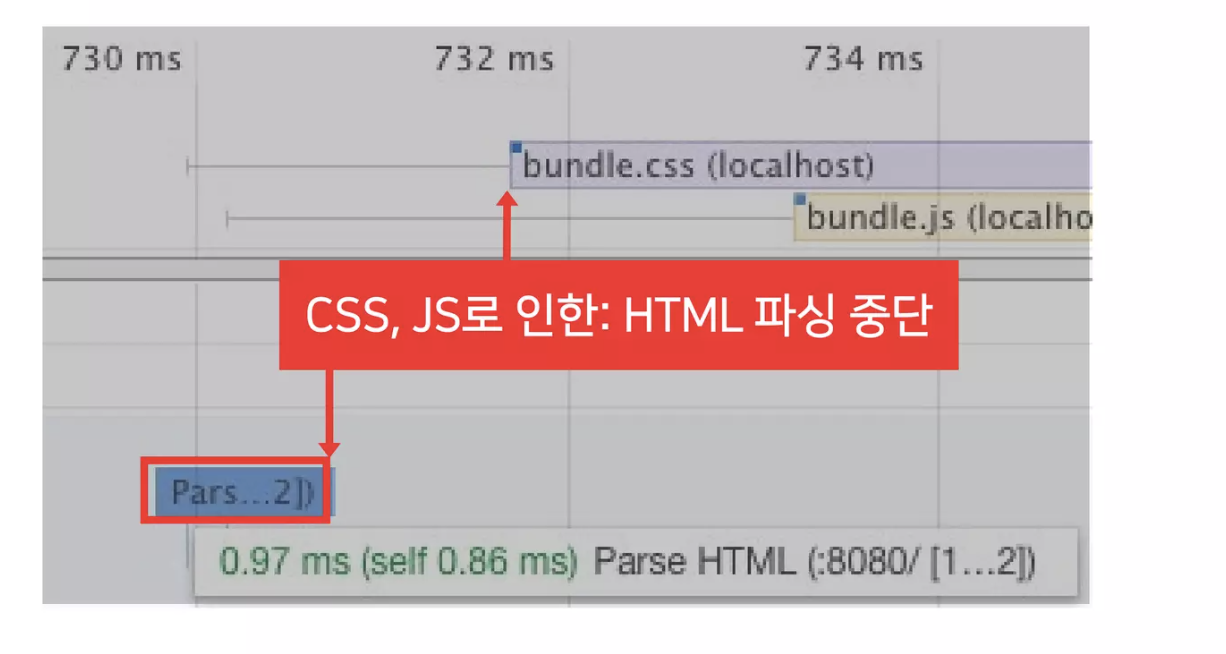 730 ms 732 ms 734 ms
bundle.css (localhost)
bundle.js (localho
CSS, JS로 인한: HTML 파싱 중단
Pars...2])
0.97 ms (self 0.86 ms) Parse HTML (:8080/ [1...2])